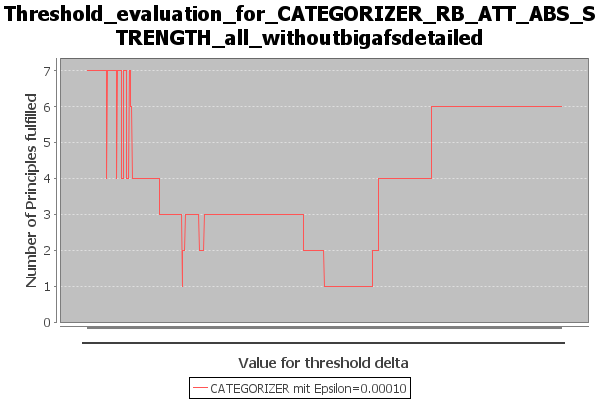 Threshold_evaluation_for_CATEGORIZER_RB_ATT_ABS_S
TRENGTH_all_withoutbigafsdetailed
Number of Principles fulfilled
7
6
5
4
3
2
1
0
Value for threshold delta
CATEGORIZER mit Epsilon=0.00010